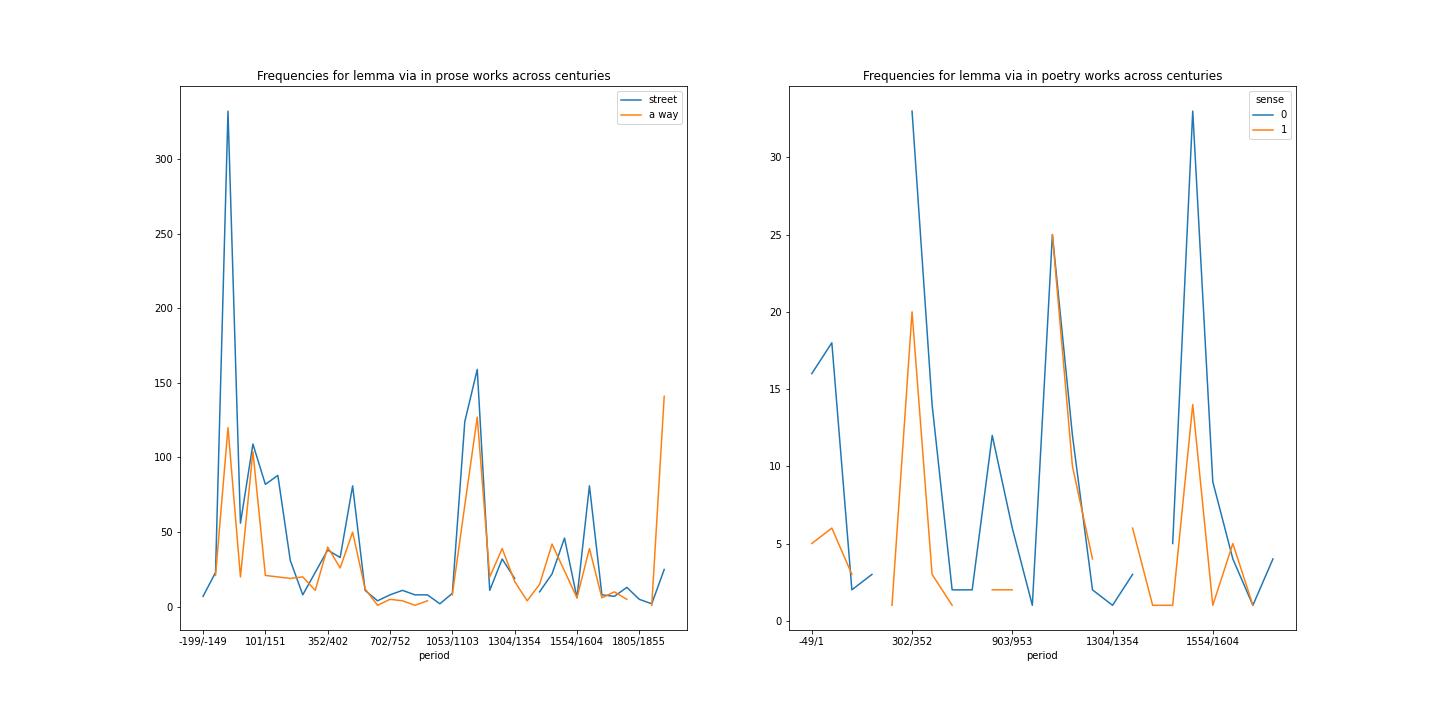 Frequencies for lemma via in prose works across centuries
street
a way
300
250
200
150
100
50
0
-199/-149 101/151 352/402 702/752 1053/1103 1304/1354 1554/1604 1805/1855
period
Frequencies for lemma via in poetry works across centuries
sense
0
1
30
25
20
15
10
5
0
-49/1 302/352 903/953 1304/1354 1554/1604
period